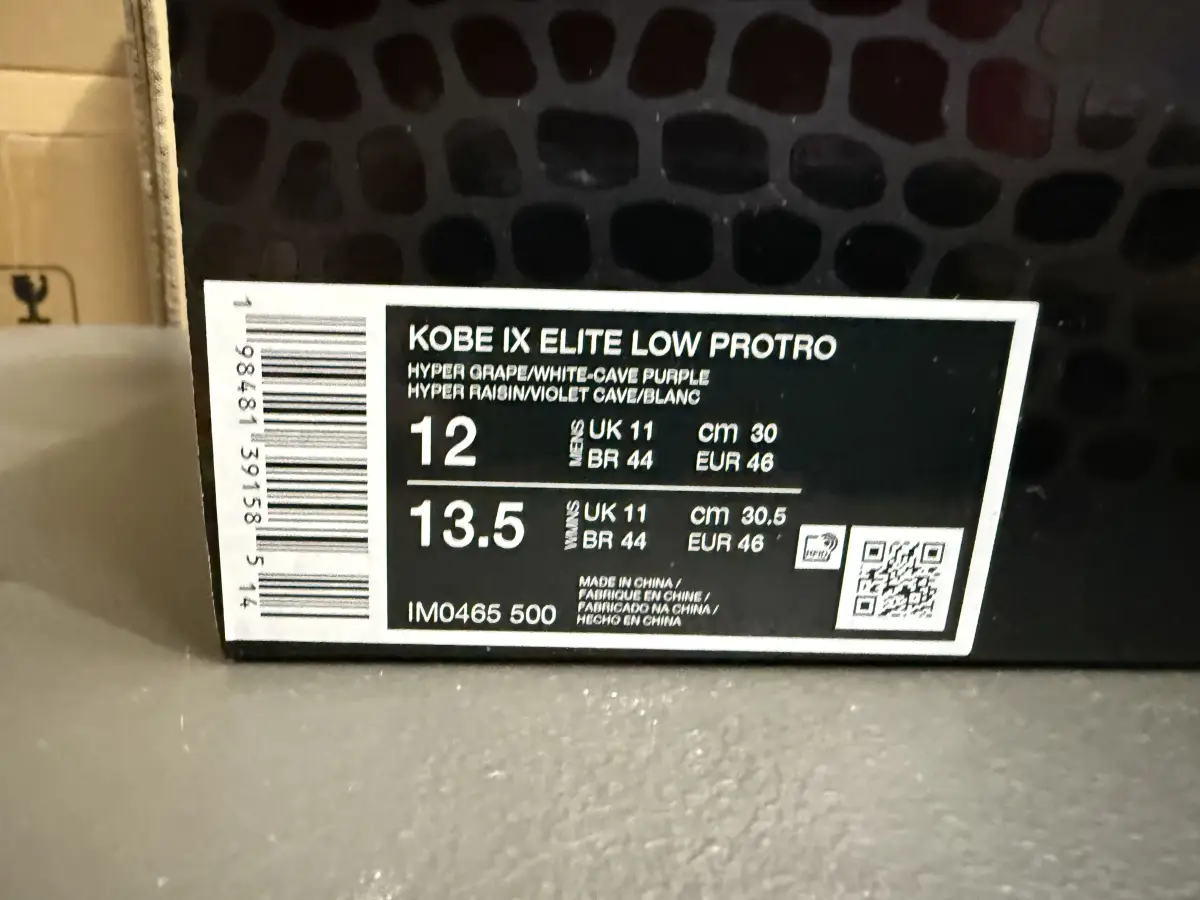 1 98481 39158 5 14
KOBE IX ELITE LOW PROTRO
HYPER GRAPE/WHITE-CAVE PURPLE
HYPER RAISIN/VIOLET CAVE/BLANC
12 MENS UK 11 cm 30
BR 44 EUR 46
13.5 WMNS UK 11 cm 30.5
BR 44 EUR 46
MADE IN CHINA /
FABRIQUE EN CHINE /
FABRICADO NA CHINA /
HECHO EN CHINA
IM0465 500
RFID